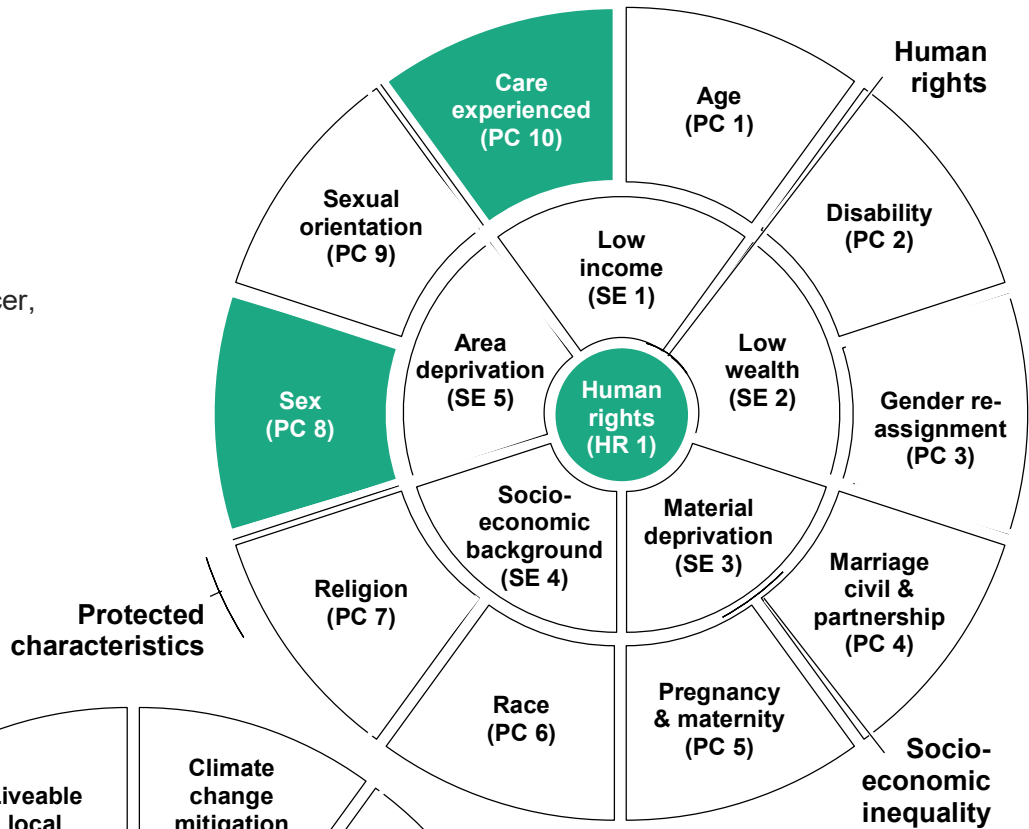 Human
rights
Care
experienced
(PC 10)
Age
(PC 1)
Sexual
orientation
(PC 9)
Disability
(PC 2)
Low
income
(SE 1)
Area
deprivation
(SE 5)
Low
wealth
(SE 2)
Human
rights
(HR 1)
Sex
(PC 8)
Gender re-
assignment
(PC 3)
Socio-
economic
background
(SE 4)
Material
deprivation
(SE 3)
Religion
(PC 7)
Marriage
civil &
partnership
(PC 4)
Protected
characteristics
Race
(PC 6)
Pregnancy
& maternity
(PC 5)
Socio-
economic
inequality
local
Climate
change
mitigation